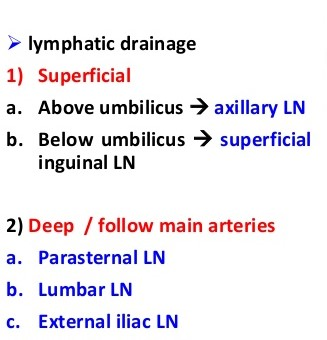 ➢ lymphatic drainage
1) Superficial
a. Above umbilicus → axillary LN
b. Below umbilicus → superficial
inguinal LN
2) Deep / follow main arteries
a. Parasternal LN
b. Lumbar LN
c. External iliac LN